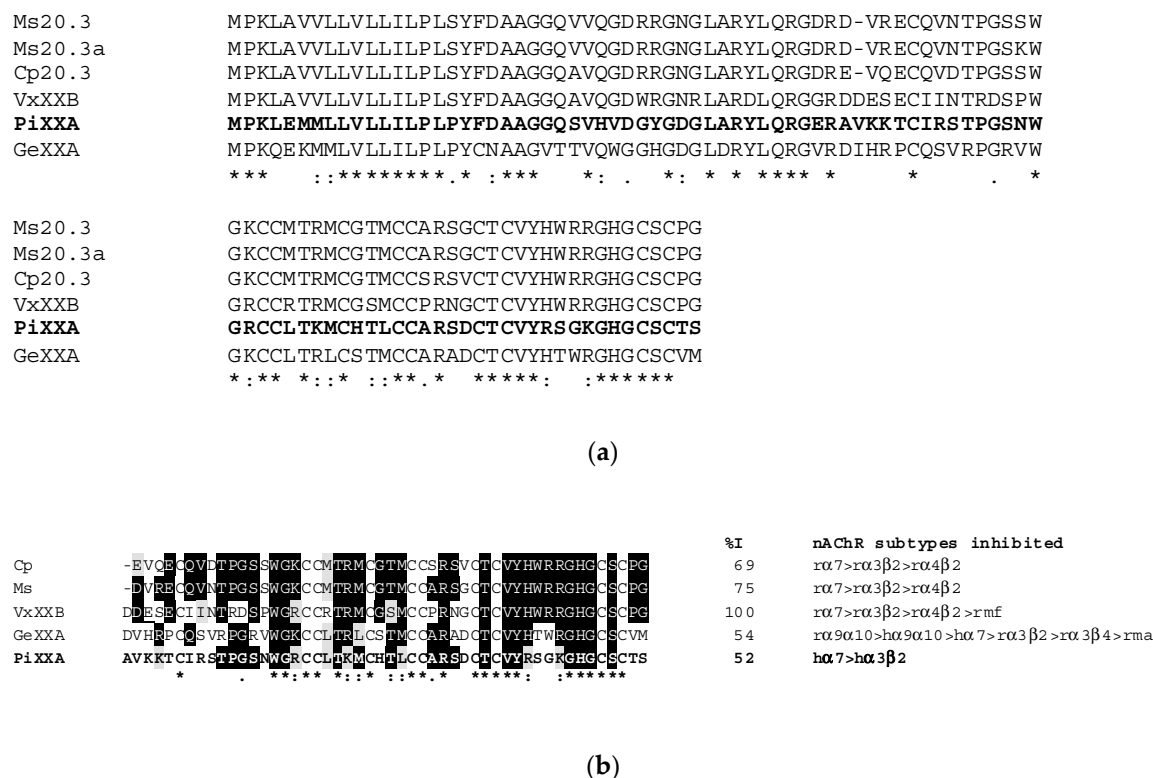 Ms20.3 MPKLAVVLLVLLILPLSYFDAAGGQVVQGDRRGNGLARYLQRGDRD-VRECQVNTPGSSW
Ms20.3a MPKLAVVLLVLLILPLSYFDAAGGQVVQGDRRGNGLARYLQRGDRD-VRECQVNTPGSKW
Cp20.3 MPKLAVVLLVLLILPLSYFDAAGGQAVQGDRRGNGLARYLQRGDRE-VQECQVDTPGSSW
VxXXB MPKLAVVLLVLLILPLSYFDAAGGQAVQGDWRGNRLARDLQRGGRDDESECIINTRDSPW
PiXXA MPKLEMMLLVLLILPLPYFDAAGGQSVHVDGYGDGLARYLQRGERAVKKTCIRSTPGSNW
GeXXA MPKQEKMMLVLLILPLPYCNAAGVTTVQWGGHGDGLDRYLQRGVRDIHRPCQSVRPGRVW
*** ::*********.* :*** *: . *: * * **** * * . *
Ms20.3 GKCCMTRMCGTMCCARSGCTCVYHWRRGHGCSCPG
Ms20.3a GKCCMTRMCGTMCCARSGCTCVYHWRRGHGCSCPG
Cp20.3 GKCCMTRMCGTMCCSRSVCTCVYHWRRGHGCSCPG
VxXXB GRCCRTRMCGSMCCPRNGCTCVYHWRRGHGCSCPG
PiXXA GRCCLTKMCHTLCCARSDCTCVYRSGKGHGCSCTS
GeXXA GKCCLTRLCSTMCCARADCTCVYHTWRGHGCSCVM
*:** *::* ::**.* *****: :******
(a)
%I nAChR subtypes inhibited
Cp -EVQECQVDTPGSSWGKCCMTRMCGTMCCSRSVCTCVYHWRRGHGCSCPG 69 rα7>rα3β2>rα4β2
Ms -DVRECQVNTPGSSWGKCCMTRMCGTMCCARSGCTCVYHWRRGHGCSCPG 75 rα7>rα3β2>rα4β2
VxXXB DDESECIINTRDSPWGRCCRTRMCGSMCCPRNGCTCVYHWRRGHGCSCPG 100 rα7>rα3β2>rα4β2>rmf
GeXXA DVHRPCQSVRPGRVWGKCCLTRLCSTMCCARADCTCVYHTWRGHGCSCVM 54 rα9α10>hα9α10>hα7>rα3β2>rα3β4>rma
PiXXA AVKKTCIRSTPGSNWGRCCLTKMCHTLCCARSDCTCVYRSGKGHGCSCTS 52 hα7>hα3β2
* . **:** *::* ::**.* *****: :******
(b)